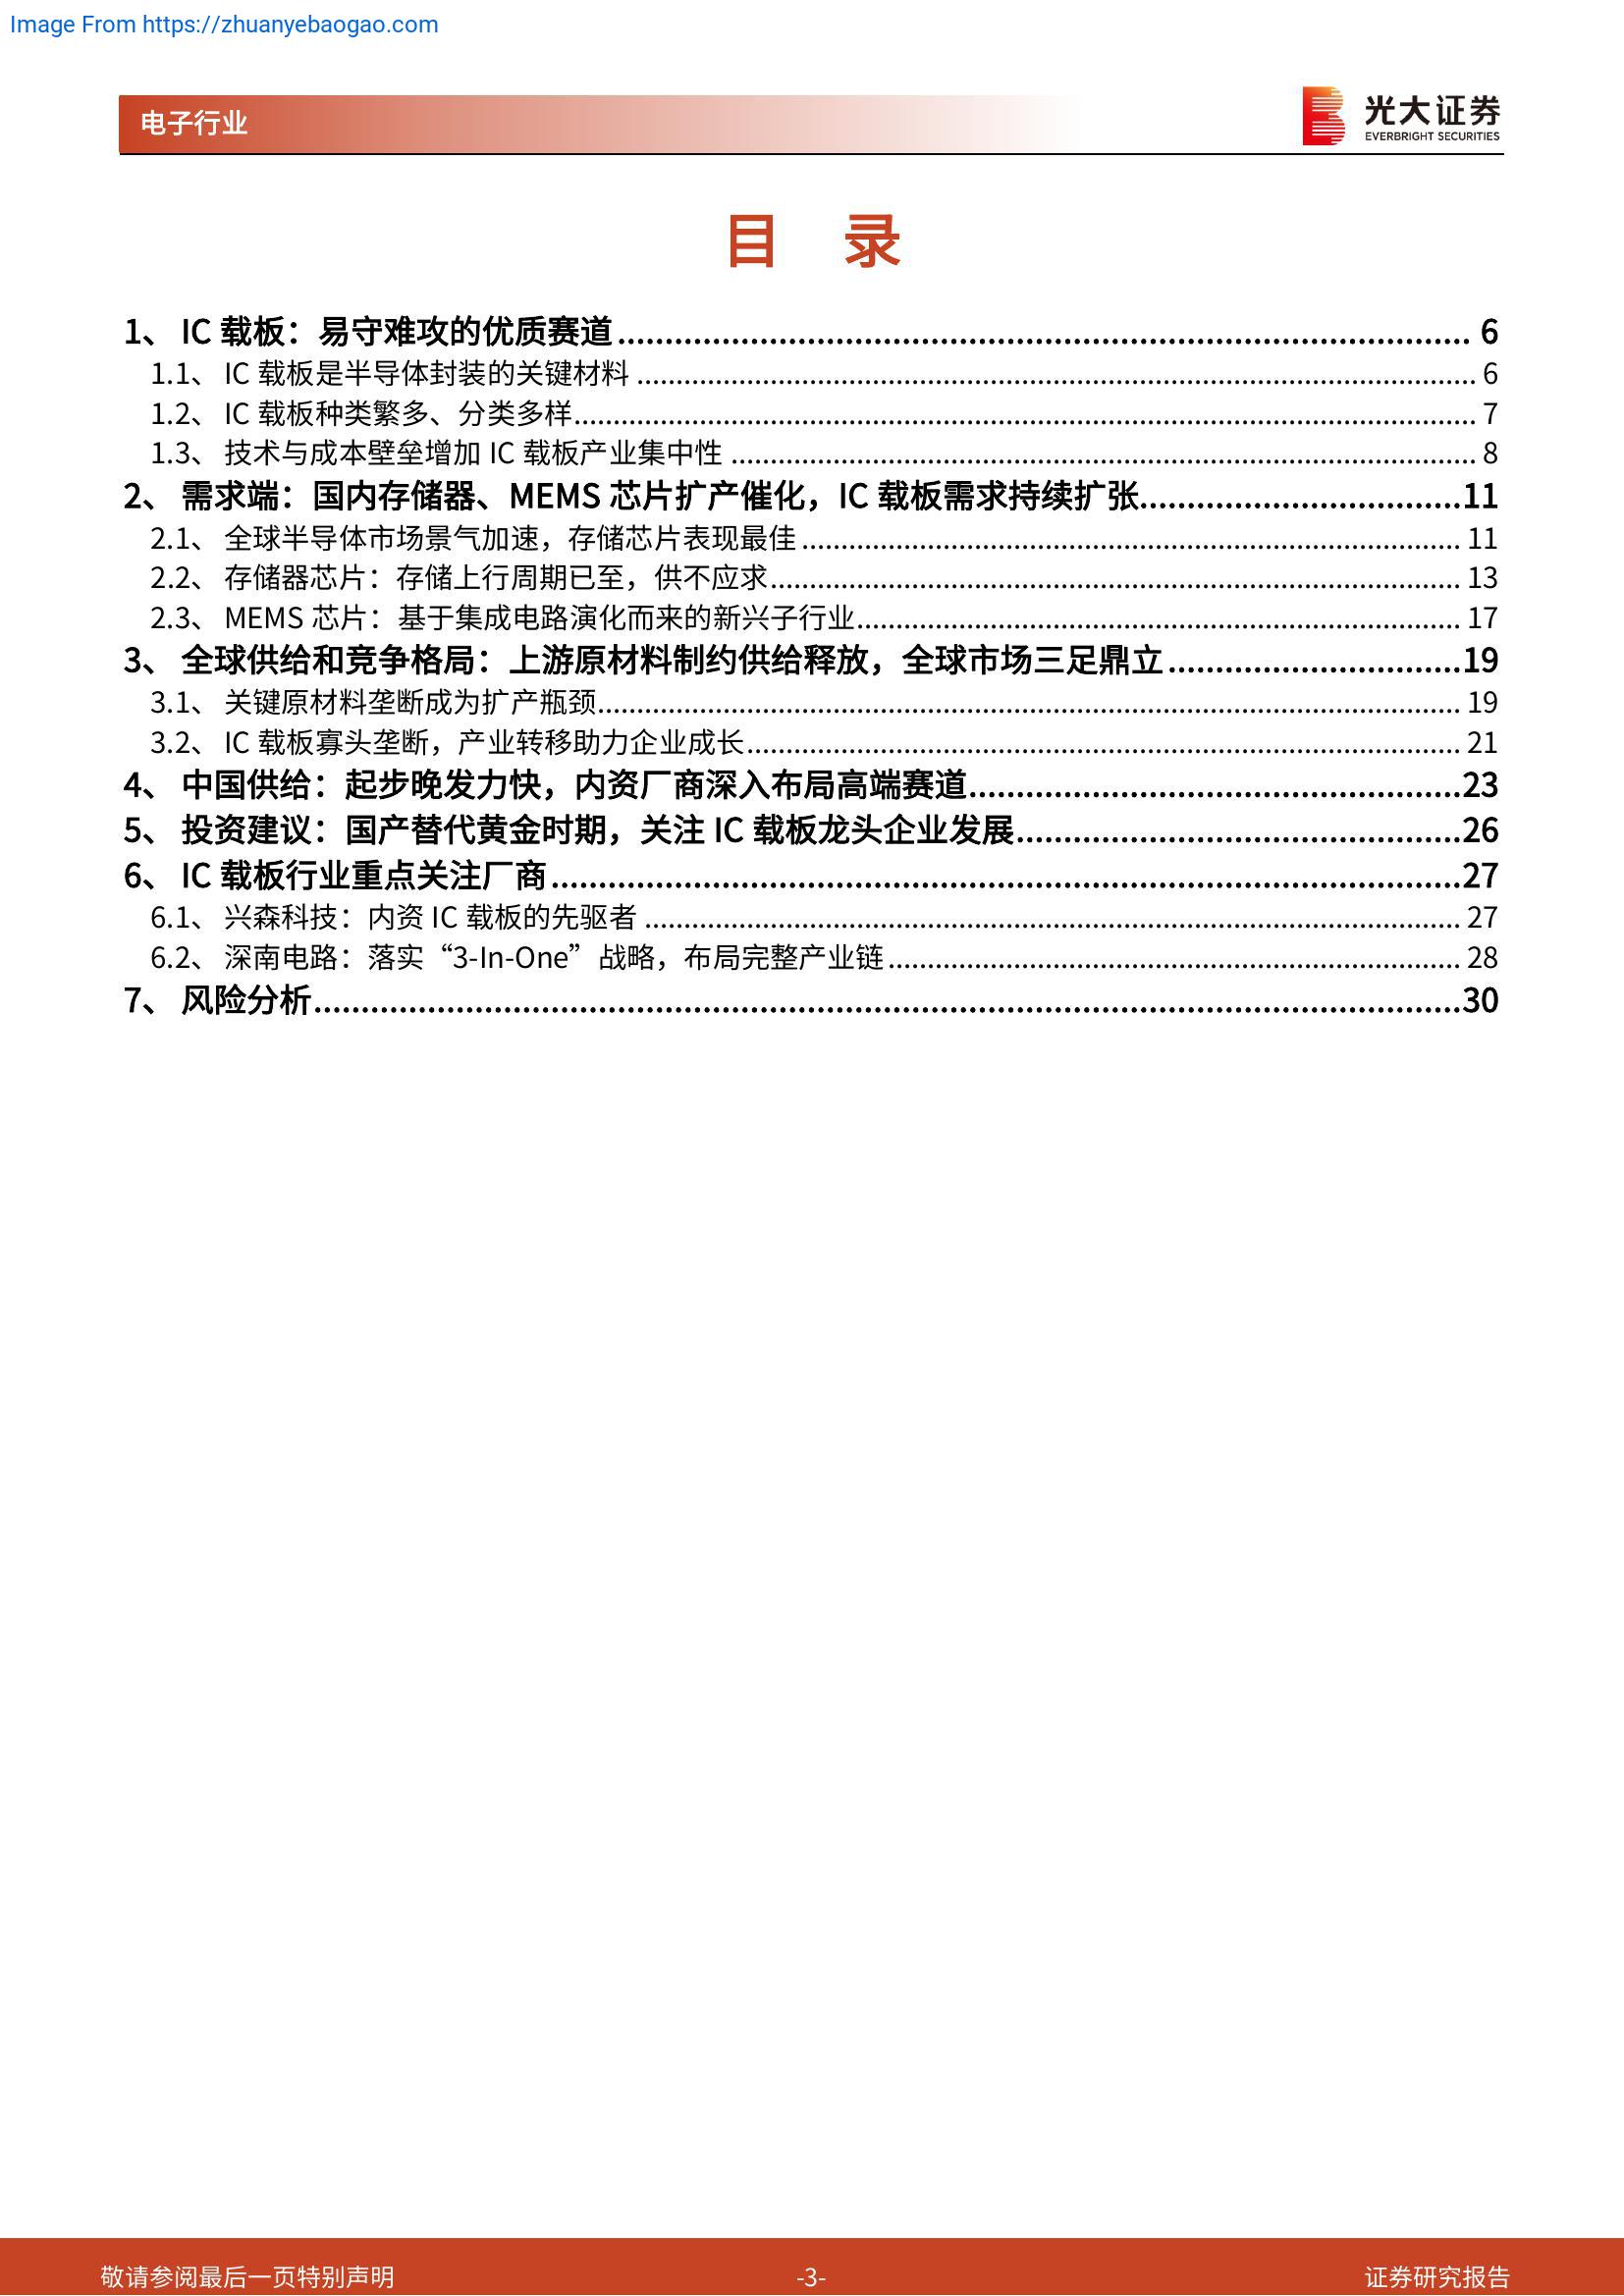 Image From https://zhuanyebaogao.com
电子行业
光大证券
EVERBRIGHT SECURITIES
目 录
1、 IC 载板：易守难攻的优质赛道 6
1.1、 IC 载板是半导体封装的关键材料 6
1.2、 IC 载板种类繁多、分类多样 7
1.3、 技术与成本壁垒增加 IC 载板产业集中性 8
2、 需求端：国内存储器、MEMS 芯片扩产催化，IC 载板需求持续扩张 11
2.1、 全球半导体市场景气加速，存储芯片表现最佳 11
2.2、 存储器芯片：存储上行周期已至，供不应求 13
2.3、 MEMS 芯片：基于集成电路演化而来的新兴子行业 17
3、 全球供给和竞争格局：上游原材料制约供给释放，全球市场三足鼎立 19
3.1、 关键原材料垄断成为扩产瓶颈 19
3.2、 IC 载板寡头垄断，产业转移助力企业成长 21
4、 中国供给：起步晚发力快，内资厂商深入布局高端赛道 23
5、 投资建议：国产替代黄金时期，关注 IC 载板龙头企业发展 26
6、 IC 载板行业重点关注厂商 27
6.1、 兴森科技：内资 IC 载板的先驱者 27
6.2、 深南电路：落实“3-In-One”战略，布局完整产业链 28
7、 风险分析 30
敬请参阅最后一页特别声明
-3-
证券研究报告